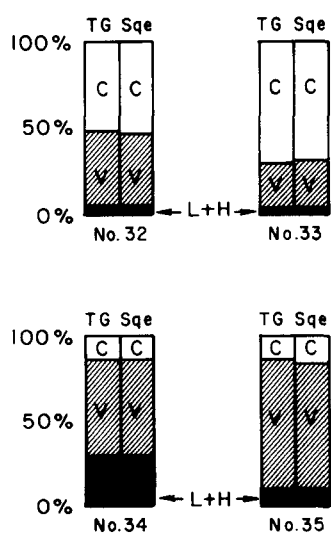 TG Sqe TG Sqe
100% C C C C
50% V V V V
0% ← L+H →
No.32 No.33
TG Sqe TG Sqe
100% C C C C
50% V V V V
0% ← L+H →
No.34 No.35